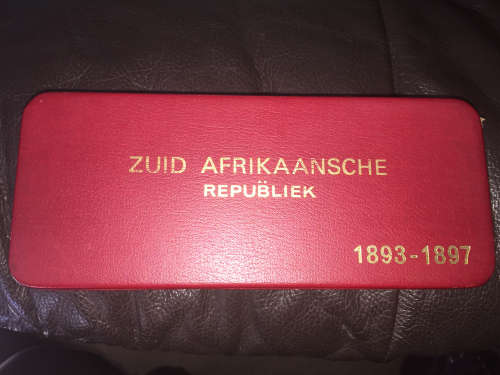 ZUID AFRIKAANSCHE
REPUBLIEK
1893-1897